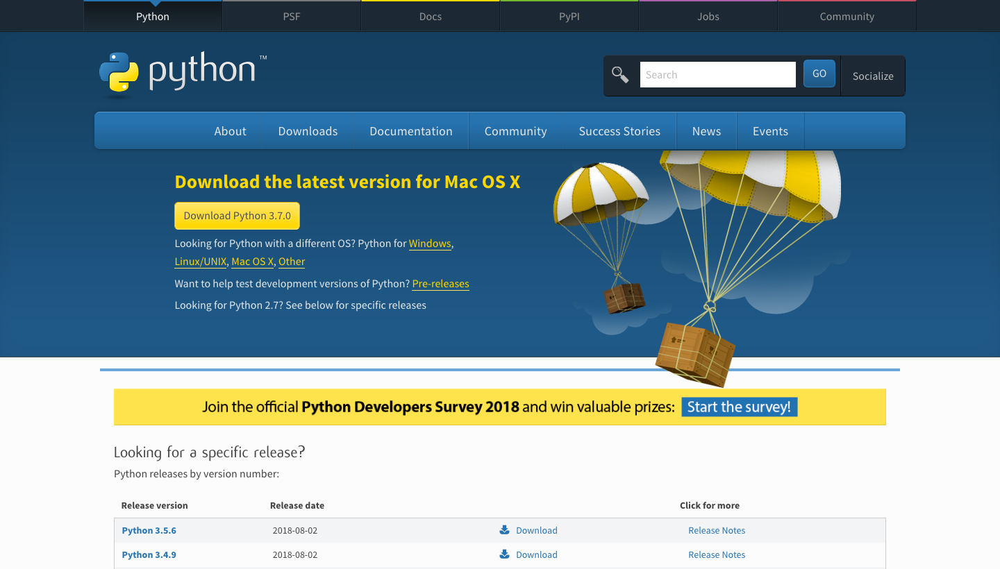 Python PSF Docs PyPI Jobs Community
python™
Search GO Socialize
About Downloads Documentation Community Success Stories News Events
Download the latest version for Mac OS X
Download Python 3.7.0
Looking for Python with a different OS? Python for Windows,
Linux/UNIX, Mac OS X, Other
Want to help test development versions of Python? Pre-releases
Looking for Python 2.7? See below for specific releases
Join the official Python Developers Survey 2018 and win valuable prizes: Start the survey!
Looking for a specific release?
Python releases by version number:
Release version Release date Click for more
Python 3.5.6 2018-08-02 Download Release Notes
Python 3.4.9 2018-08-02 Download Release Notes